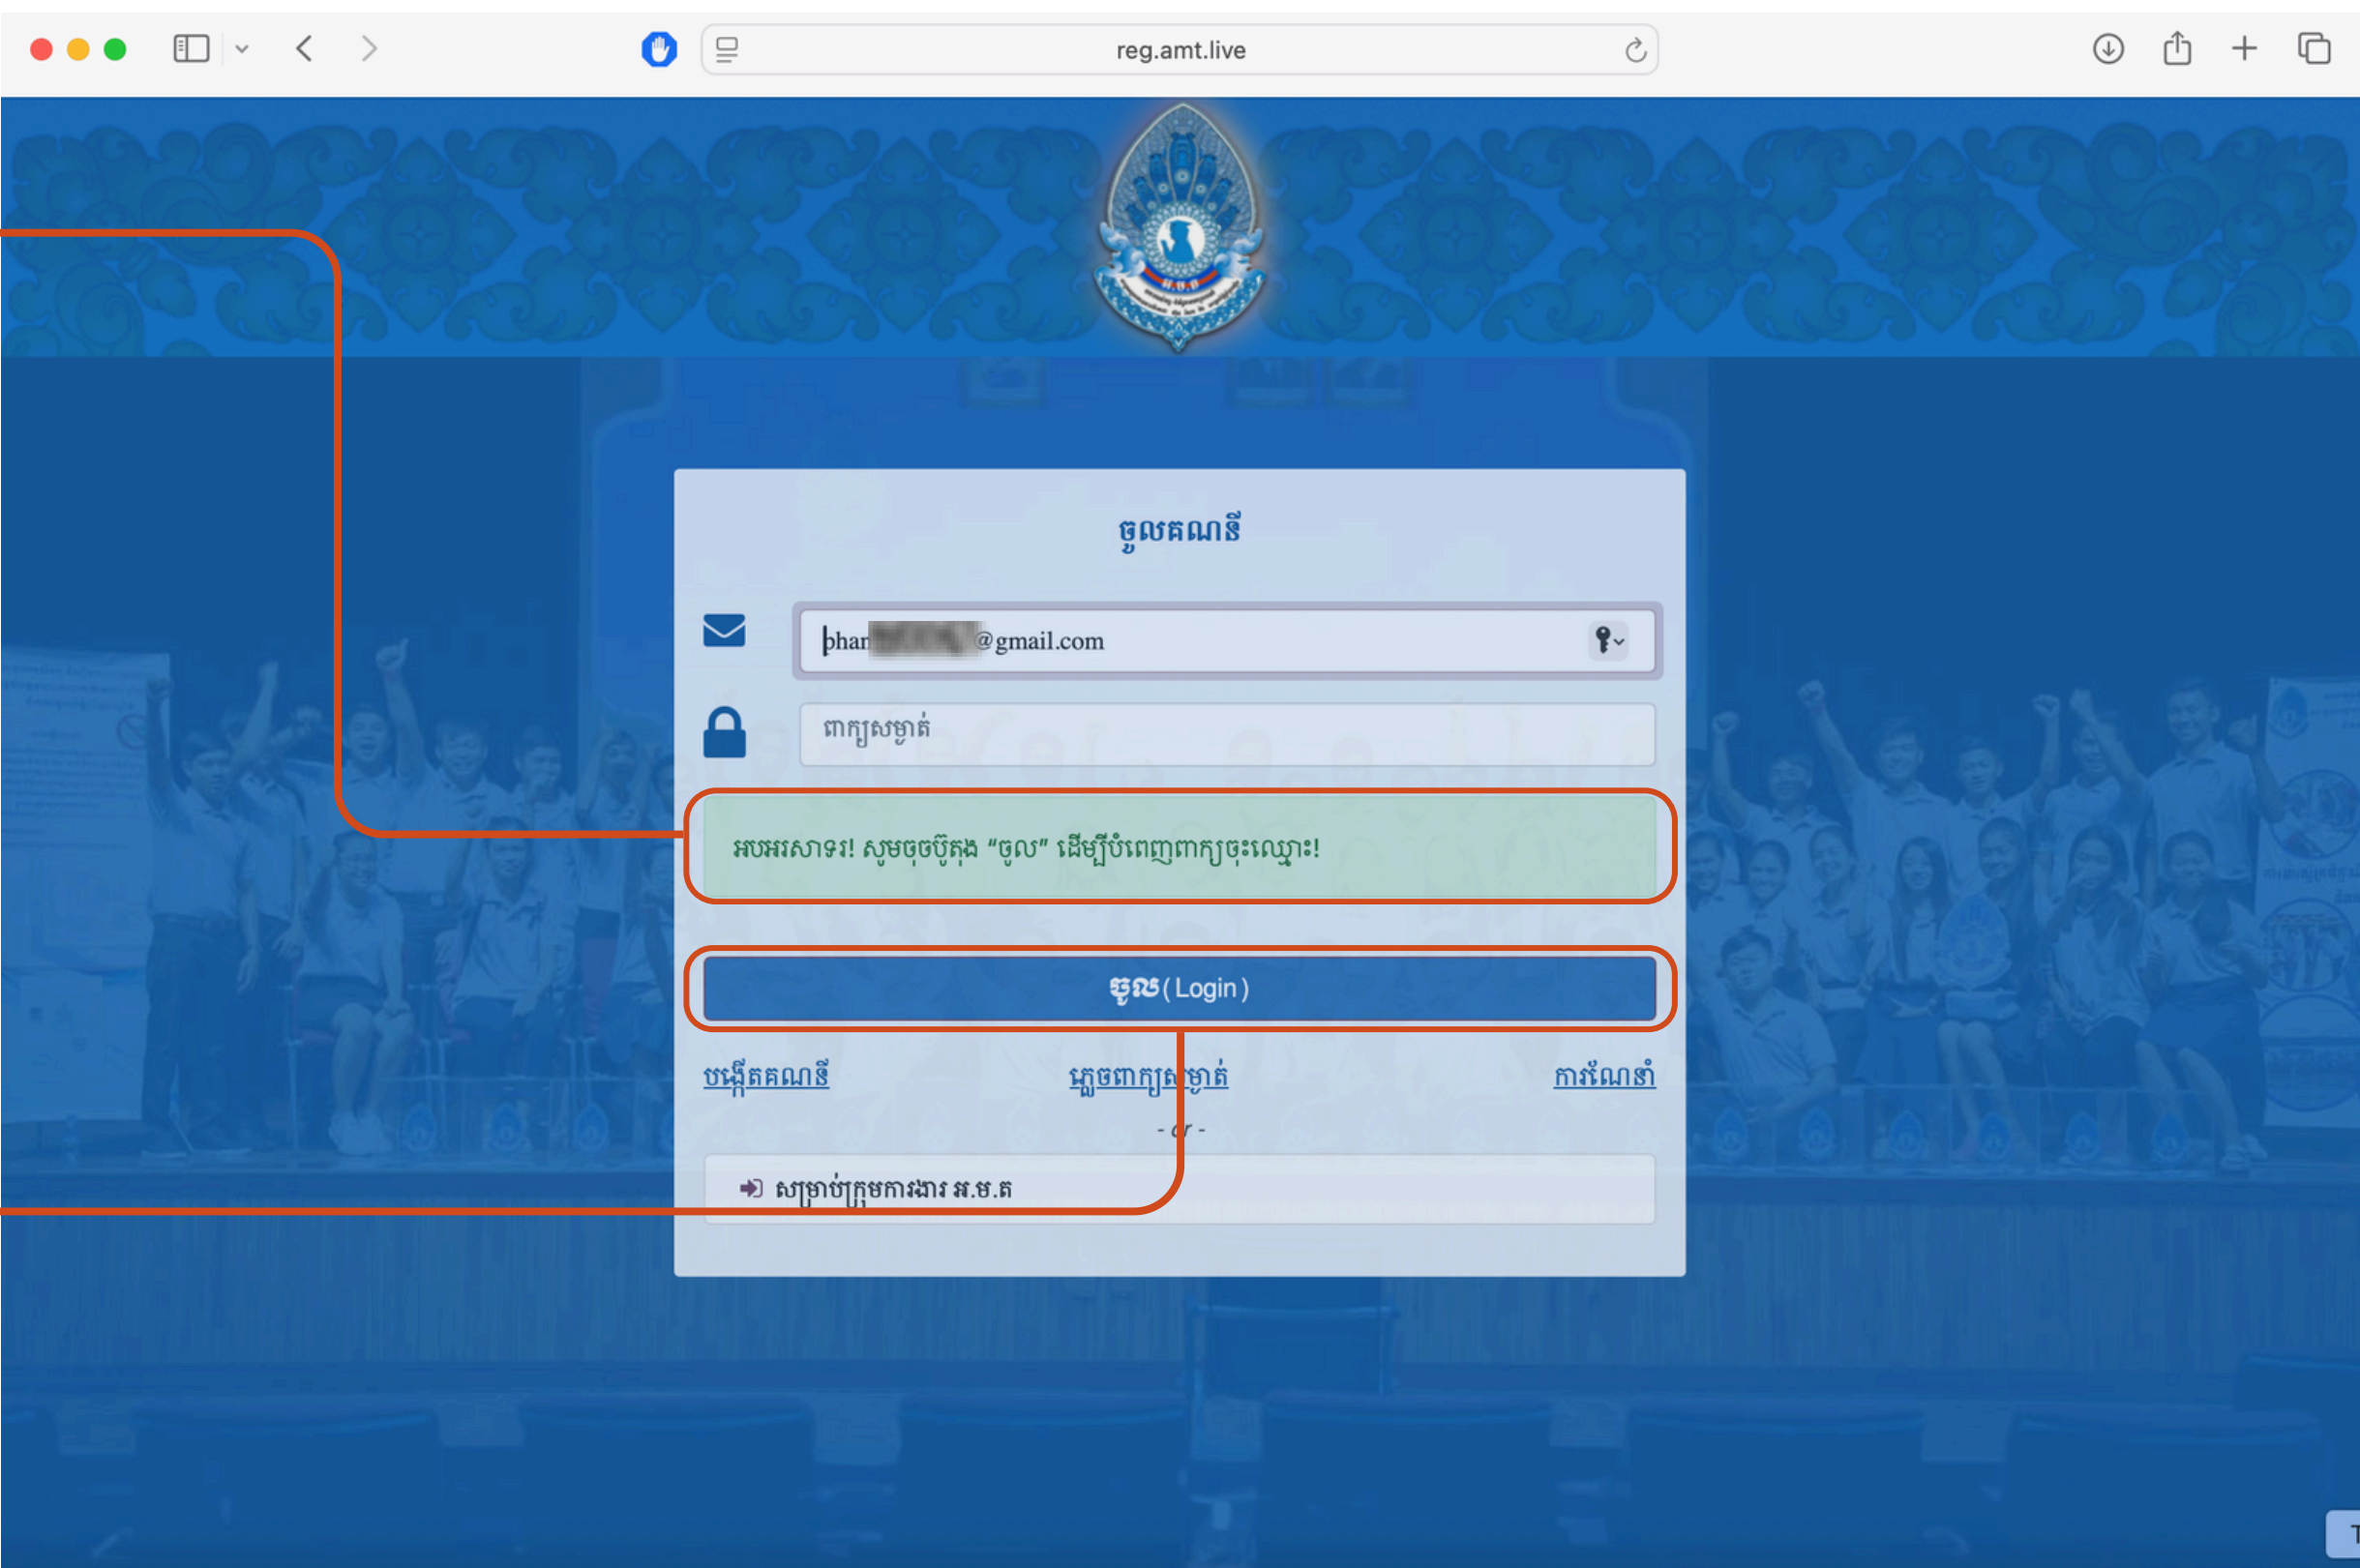 reg.amt.live
ចូលគណនី
phan @gmail.com
ពាក្យសម្ងាត់
អបអរសាទរ! សូមចុចប៊ូតុង “ចូល” ដើម្បីបំពេញពាក្យចុះឈ្មោះ!
ចូល(Login)
បង្កើតគណនី ភ្លេចពាក្យសម្ងាត់ ការណែនាំ
- or -
សម្រាប់ក្រុមការងារ អ.ម.ត